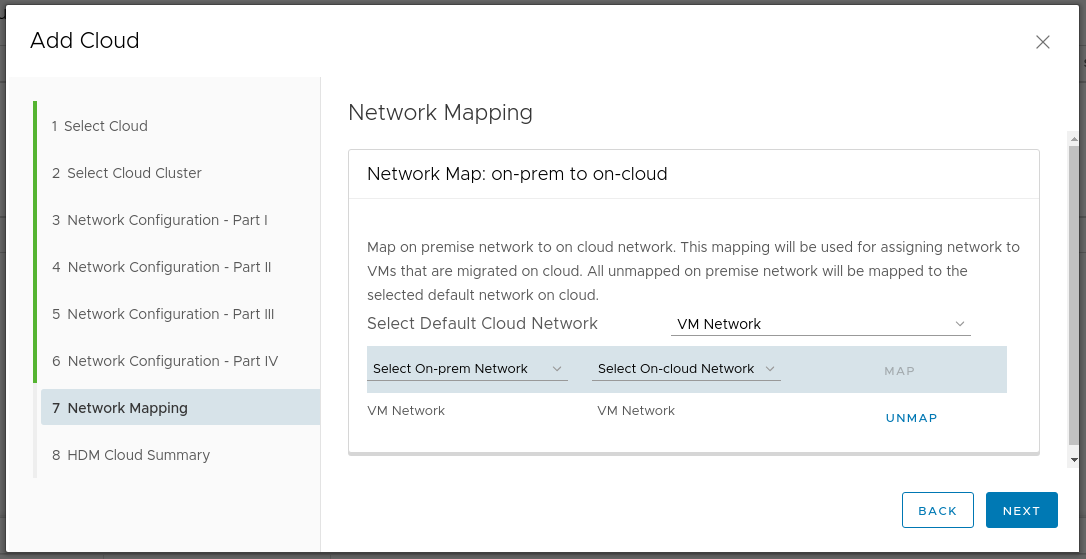 Add Cloud
1 Select Cloud
2 Select Cloud Cluster
3 Network Configuration - Part I
4 Network Configuration - Part II
5 Network Configuration - Part III
6 Network Configuration - Part IV
7 Network Mapping
8 HDM Cloud Summary
Network Mapping
Network Map: on-prem to on-cloud
Map on premise network to on cloud network. This mapping will be used for assigning network to
VMs that are migrated on cloud. All unmapped on premise network will be mapped to the
selected default network on cloud.
Select Default Cloud Network VM Network
Select On-prem Network Select On-cloud Network MAP
VM Network VM Network UNMAP
BACK NEXT